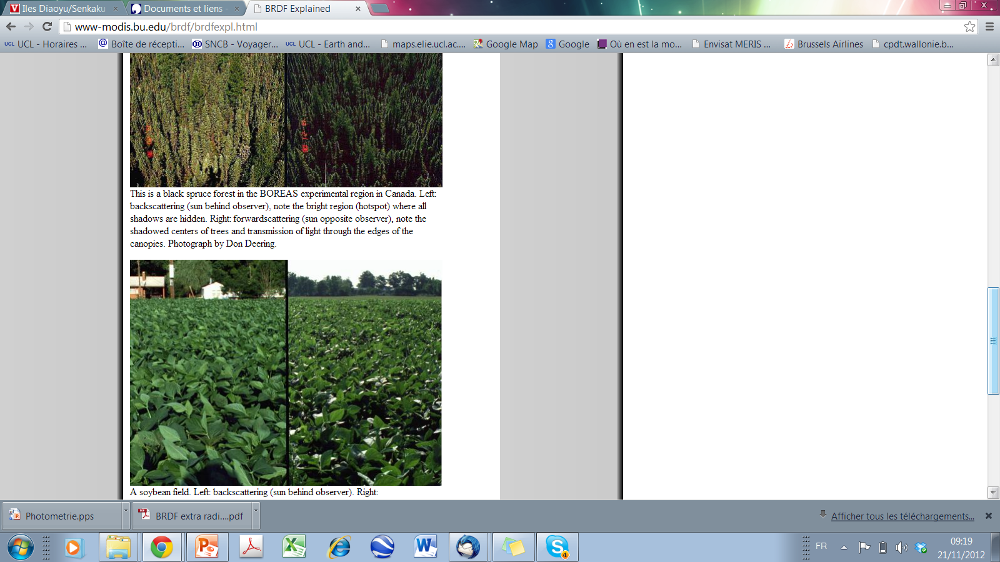 Iles Diaoyu/Senkaku
Documents et liens -
BRDF Explained
www-modis.bu.edu/brdf/brdfexpl.html
UCL UCL - Horaires ...
@ Boîte de récepti...
B SNCB - Voyager...
UCL UCL - Earth and...
maps.elie.ucl.ac....
Google Map
8 Google
Où en est la mo...
Envisat MERIS ...
Brussels Airlines
cpdt.wallonie.b...
This is a black spruce forest in the BOREAS experimental region in Canada. Left:
backscattering (sun behind observer), note the bright region (hotspot) where all
shadows are hidden. Right: forwardscattering (sun opposite observer), note the
shadowed centers of trees and transmission of light through the edges of the
canopies. Photograph by Don Deering.
A soybean field. Left: backscattering (sun behind observer). Right:
Photometrie.pps
BRDF extra radi....pdf
Afficher tous les téléchargements...
FR
4
09:19
21/11/2012